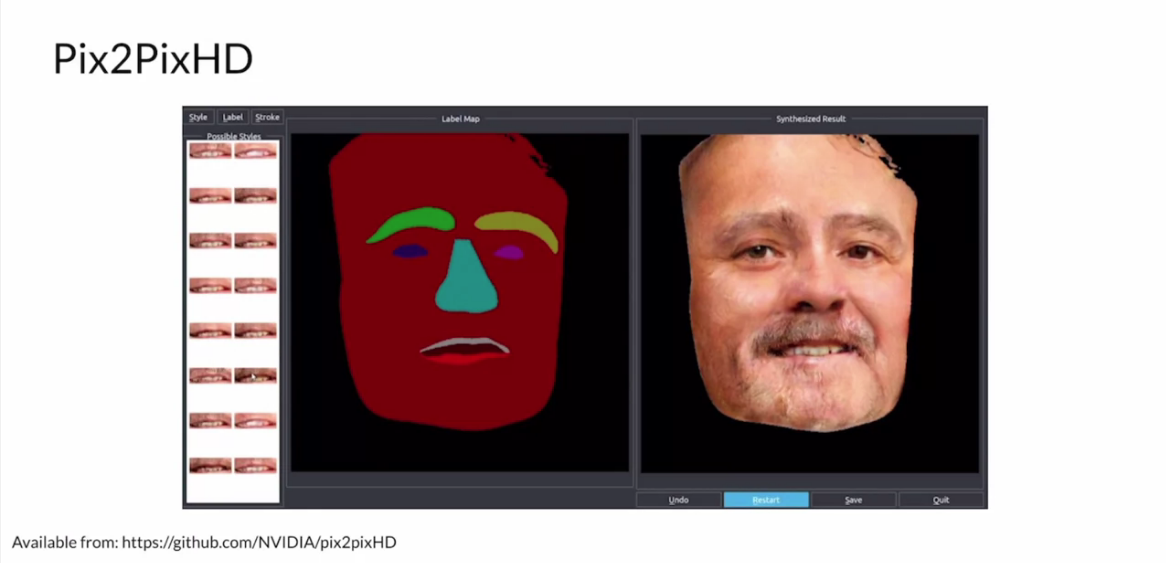 Pix2PixHD
Style Label Stroke
Label Map
Synthesized Result
Possible Styles
Undo Restart Save Quit
Available from: https://github.com/NVIDIA/pix2pixHD